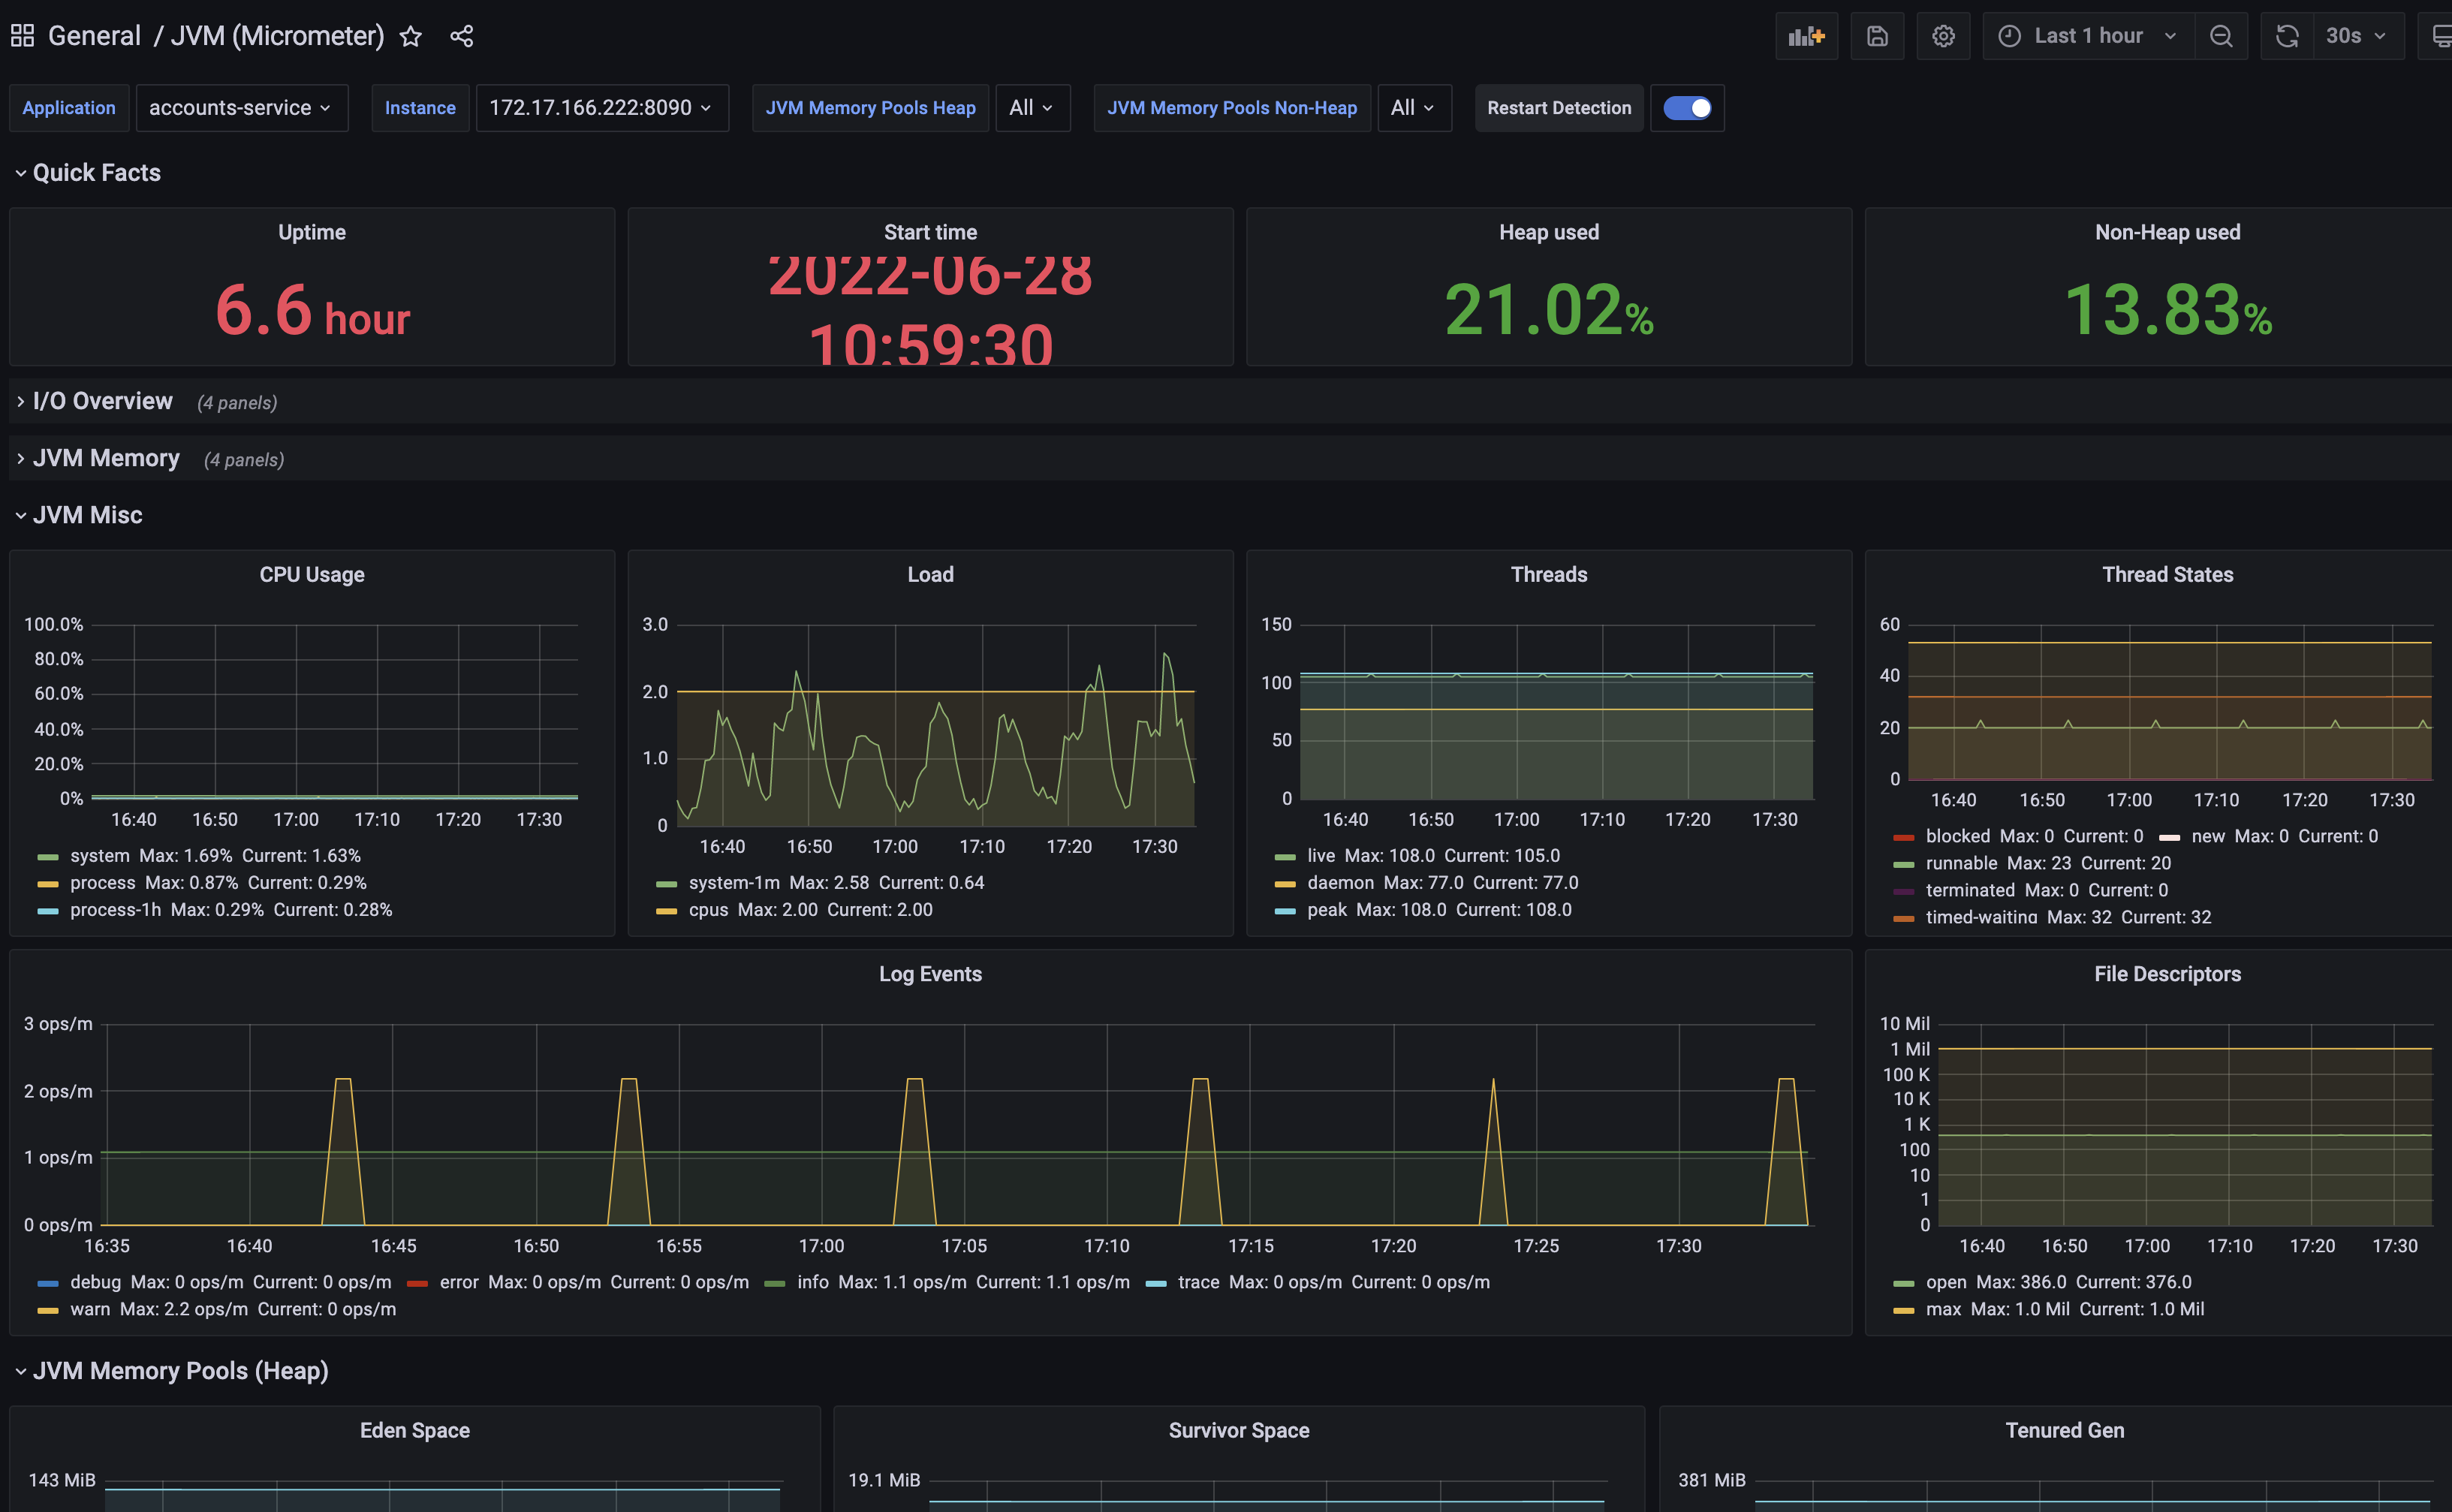 General / JVM (Micrometer)
Last 1 hour 30s
Application accounts-service Instance 172.17.166.222:8090 JVM Memory Pools Heap All JVM Memory Pools Non-Heap All Restart Detection
Quick Facts
Uptime
6.6 hour
Start time
2022-06-28
10:59:30
Heap used
21.02%
Non-Heap used
13.83%
I/O Overview (4 panels)
JVM Memory (4 panels)
JVM Misc
CPU Usage
100.0%
80.0%
60.0%
40.0%
20.0%
0%
16:40 16:50 17:00 17:10 17:20 17:30
system Max: 1.69% Current: 1.63%
process Max: 0.87% Current: 0.29%
process-1h Max: 0.29% Current: 0.28%
Load
3.0
2.0
1.0
0
16:40 16:50 17:00 17:10 17:20 17:30
system-1m Max: 2.58 Current: 0.64
cpus Max: 2.00 Current: 2.00
Threads
150
100
50
0
16:40 16:50 17:00 17:10 17:20 17:30
live Max: 108.0 Current: 105.0
daemon Max: 77.0 Current: 77.0
peak Max: 108.0 Current: 108.0
Thread States
60
40
20
0
16:40 16:50 17:00 17:10 17:20 17:30
blocked Max: 0 Current: 0 new Max: 0 Current: 0
runnable Max: 23 Current: 20
terminated Max: 0 Current: 0
timed-waiting Max: 32 Current: 32
Log Events
3 ops/m
2 ops/m
1 ops/m
0 ops/m
16:35 16:40 16:45 16:50 16:55 17:00 17:05 17:10 17:15 17:20 17:25 17:30
debug Max: 0 ops/m Current: 0 ops/m error Max: 0 ops/m Current: 0 ops/m info Max: 1.1 ops/m Current: 1.1 ops/m trace Max: 0 ops/m Current: 0 ops/m
warn Max: 2.2 ops/m Current: 0 ops/m
File Descriptors
10 Mil
1 Mil
100 K
10 K
1 K
100
10
1
0
16:40 16:50 17:00 17:10 17:20 17:30
open Max: 386.0 Current: 376.0
max Max: 1.0 Mil Current: 1.0 Mil
JVM Memory Pools (Heap)
Eden Space
143 MiB
Survivor Space
19.1 MiB
Tenured Gen
381 MiB